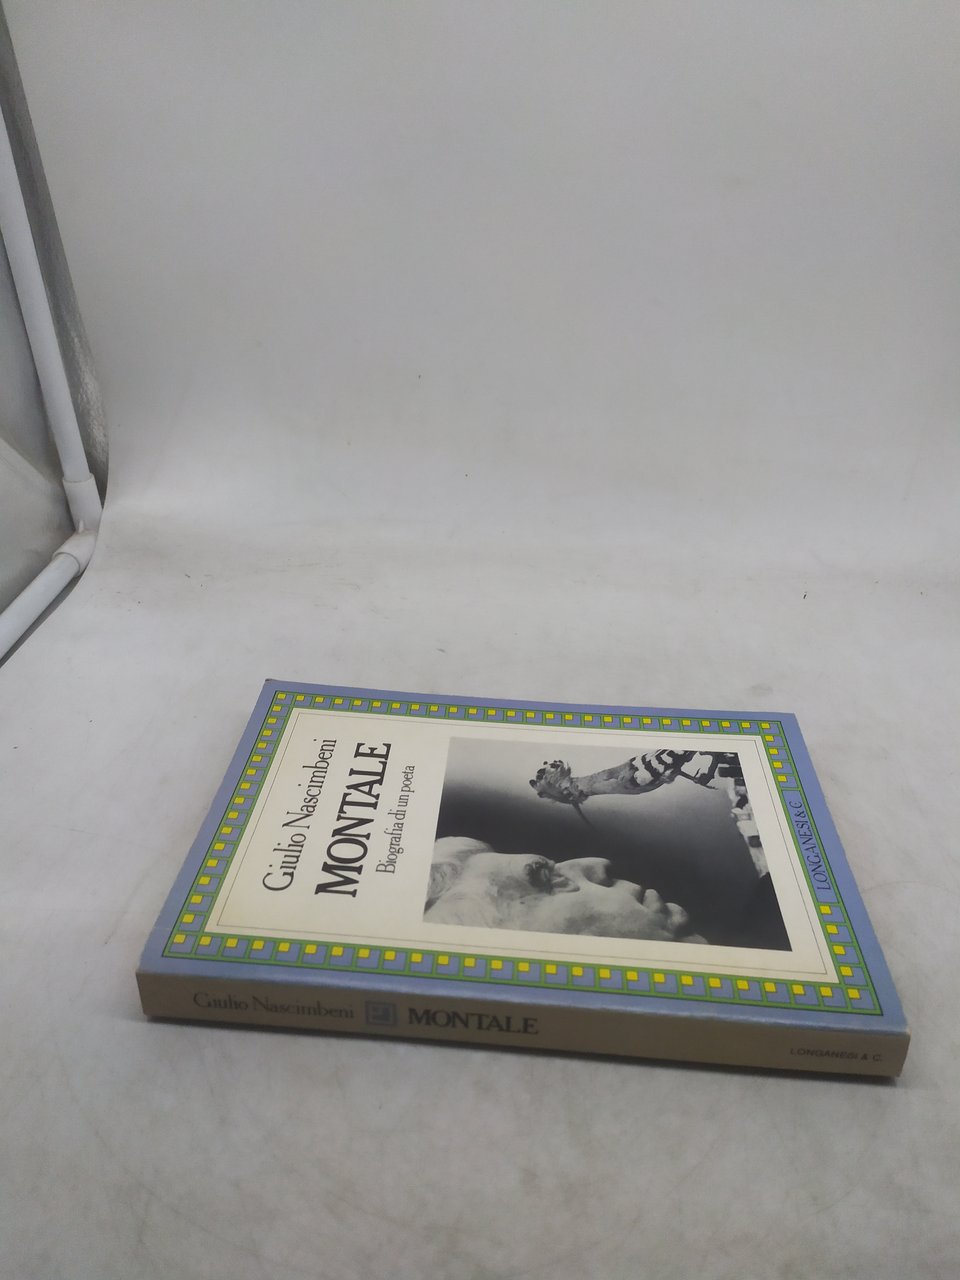 Giulio Nascimbeni
MONTALE
Biografia di un poeta
LONGANESI & C.
Giulio Nascimbeni
MONTALE
LONGANESI & C.